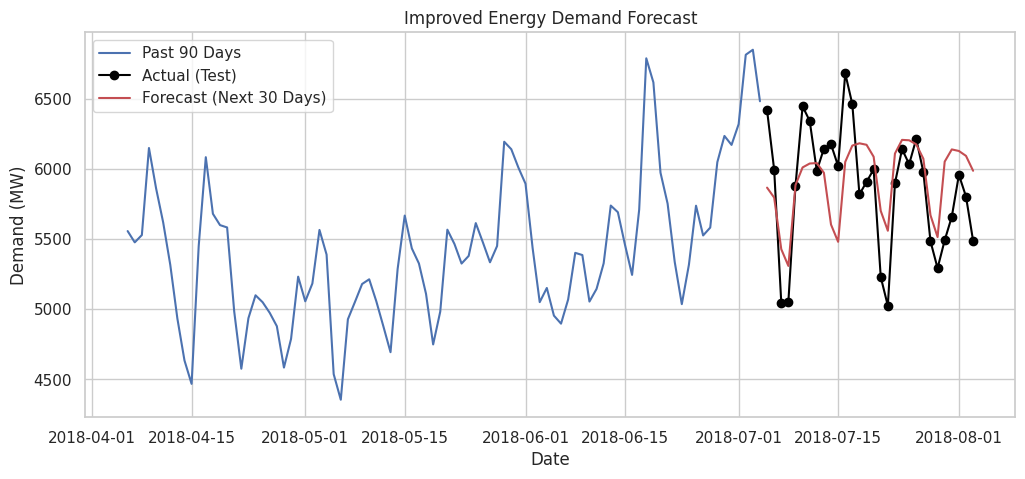 Improved Energy Demand Forecast
Past 90 Days
Actual (Test)
Forecast (Next 30 Days)
Demand (MW)
6500
6000
5500
5000
4500
2018-04-01 2018-04-15 2018-05-01 2018-05-15 2018-06-01 2018-06-15 2018-07-01 2018-07-15 2018-08-01
Date